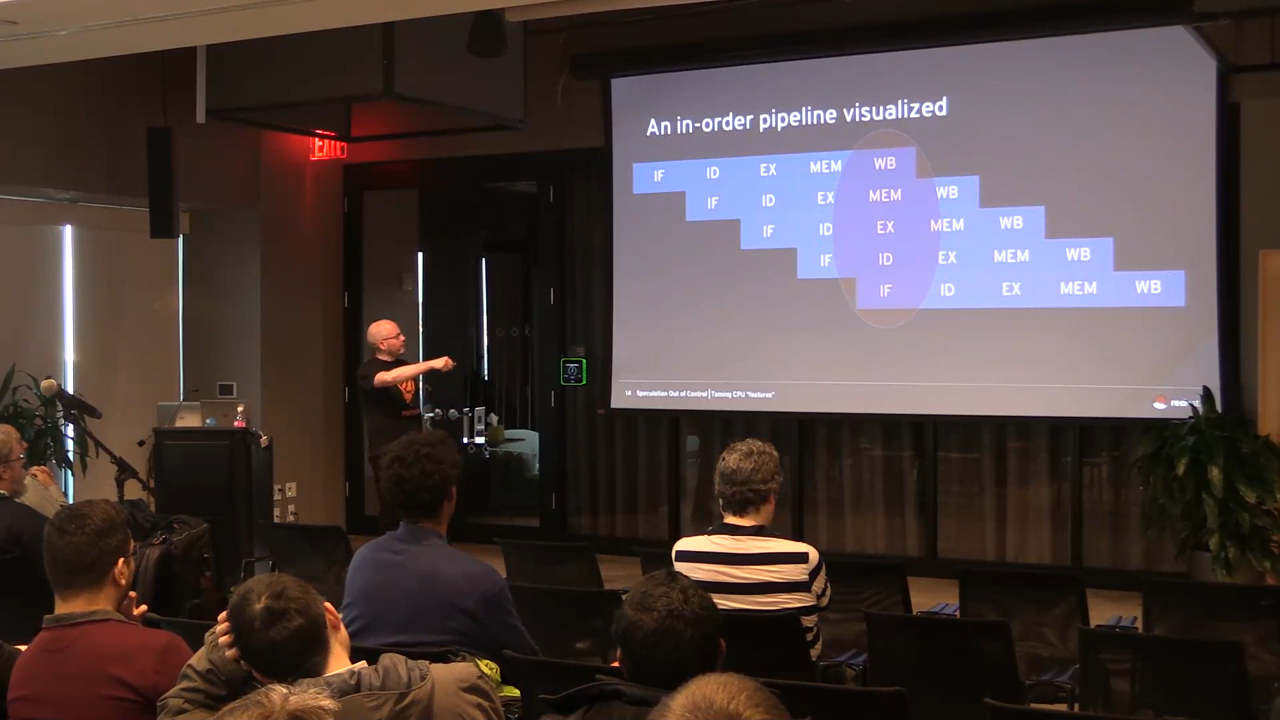 An in-order pipeline visualized
IF ID EX MEM WB
IF ID EX MEM WB
IF ID EX MEM WB
IF ID EX MEM WB
IF ID EX MEM WB
14 Speculation Out of Control | Taming CPU "features"
EXIT